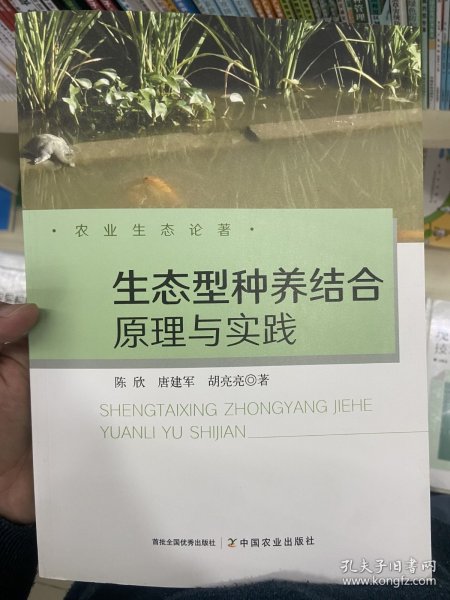 ·农业生态论著·
生态型种养结合
原理与实践
陈 欣 唐建军 胡亮亮◎著
SHENGTAIXING ZHONGYANG JIEHE
YUANLI YU SHIJIAN
首批全国优秀出版社
中国农业出版社
孔夫子旧书网
www.kongfz.com